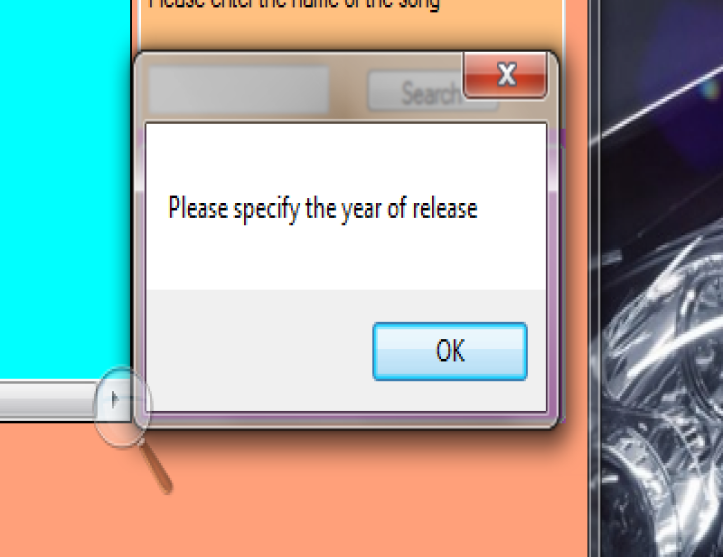 Please enter the name of the song
Search
X
Please specify the year of release
OK